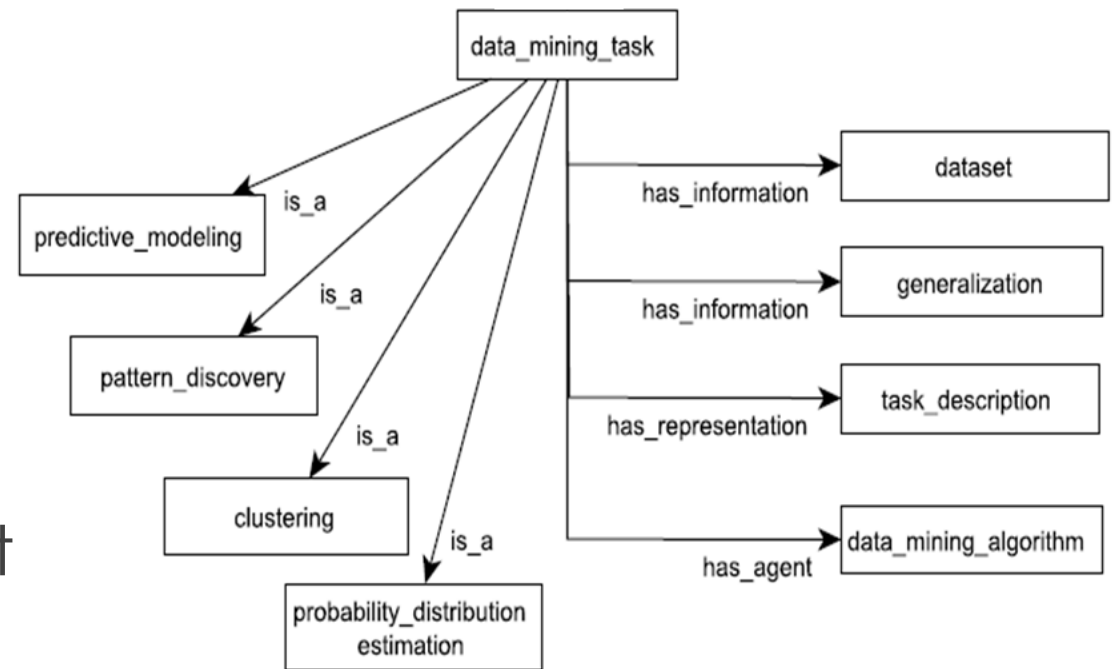 data_mining_task
is_a
predictive_modeling
is_a
pattern_discovery
is_a
clustering
is_a
probability_distribution
estimation
has_information
dataset
has_information
generalization
has_representation
task_description
has_agent
data_mining_algorithm